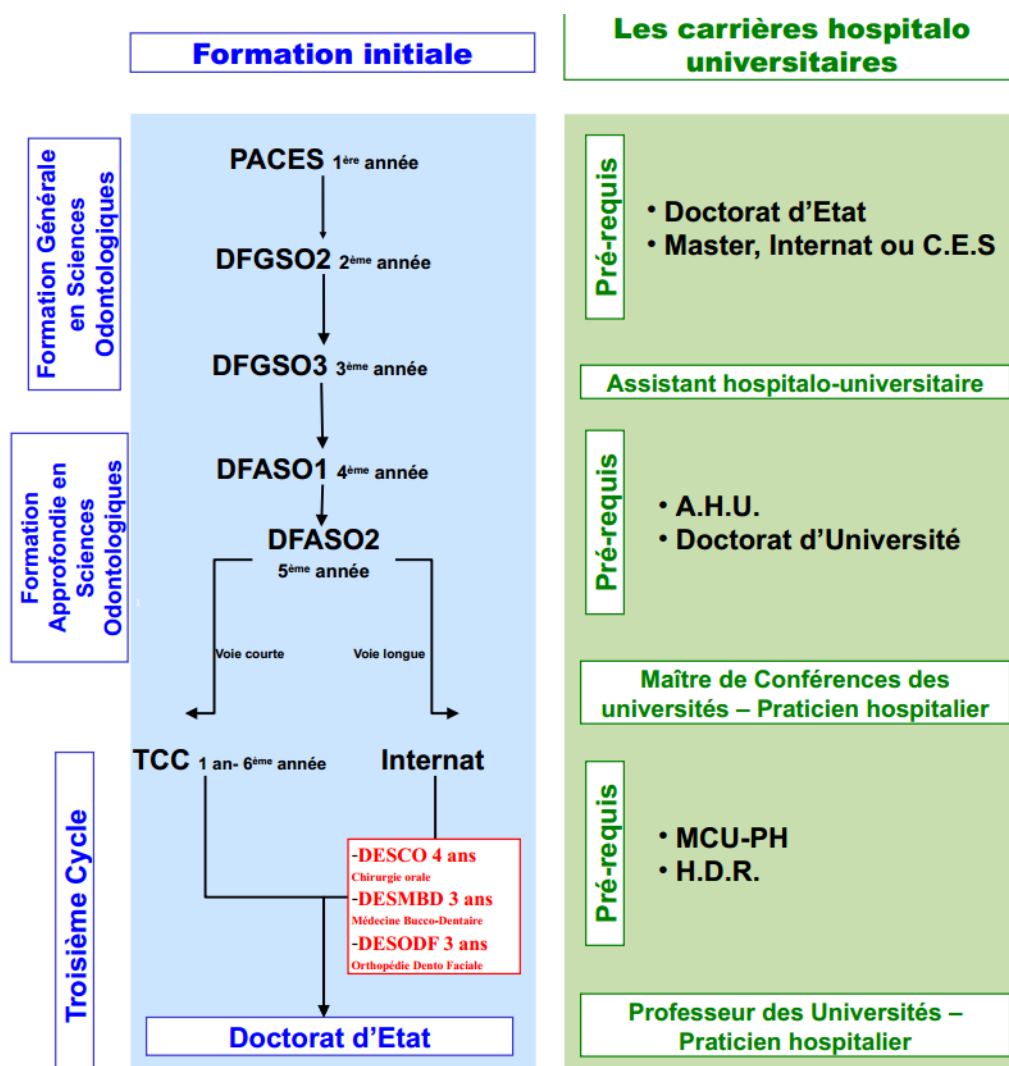 Formation initiale
Formation Générale
en Sciences
Odontologiques
PACES 1ère année
DFGSO2 2ème année
DFGSO3 3ème année
Formation
Approfondie en
Sciences
Odontologiques
DFASO1 4ème année
DFASO2
5ème année
Voie courte
Voie longue
Troisième Cycle
TCC 1 an- 6ème année
Internat
-DESCO 4 ans
Chirurgie orale
-DESMBD 3 ans
Médecine Bucco-Dentaire
-DESODF 3 ans
Orthopédie Dento Faciale
Doctorat d'Etat
Les carrières hospitalo
universitaires
Pré-requis
• Doctorat d'Etat
• Master, Internat ou C.E.S
Assistant hospitalo-universitaire
Pré-requis
• A.H.U.
• Doctorat d'Université
Maître de Conférences des
universités – Praticien hospitalier
Pré-requis
• MCU-PH
• H.D.R.
Professeur des Universités –
Praticien hospitalier